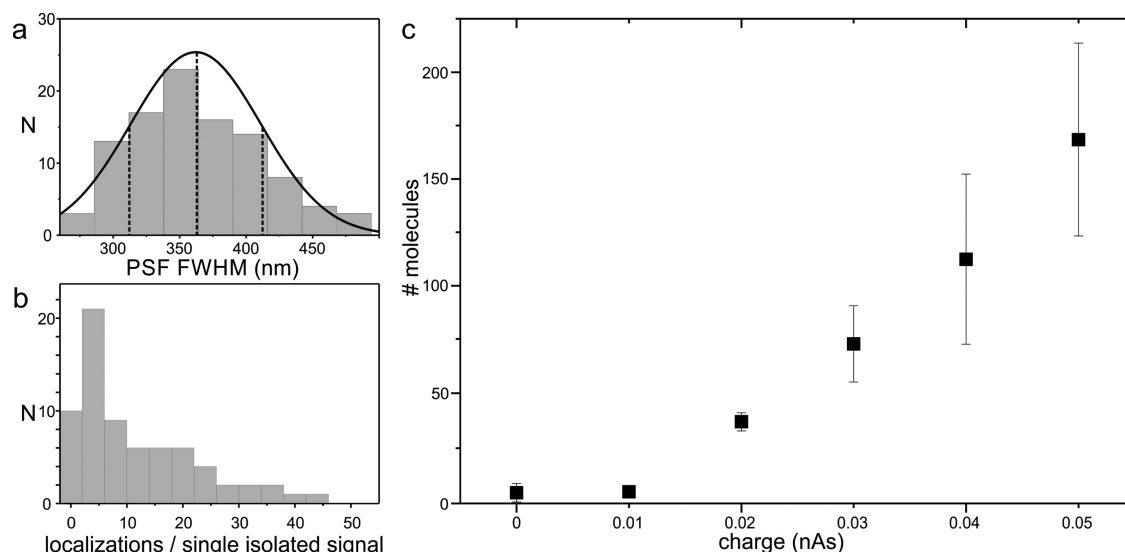 a
30
20
N
10
0
300 350 400 450
PSF FWHM (nm)
b
20
N
10
0
0 10 20 30 40 50
localizations / single isolated signal
c
200
150
# molecules
100
50
0
0 0.01 0.02 0.03 0.04 0.05
charge (nAs)